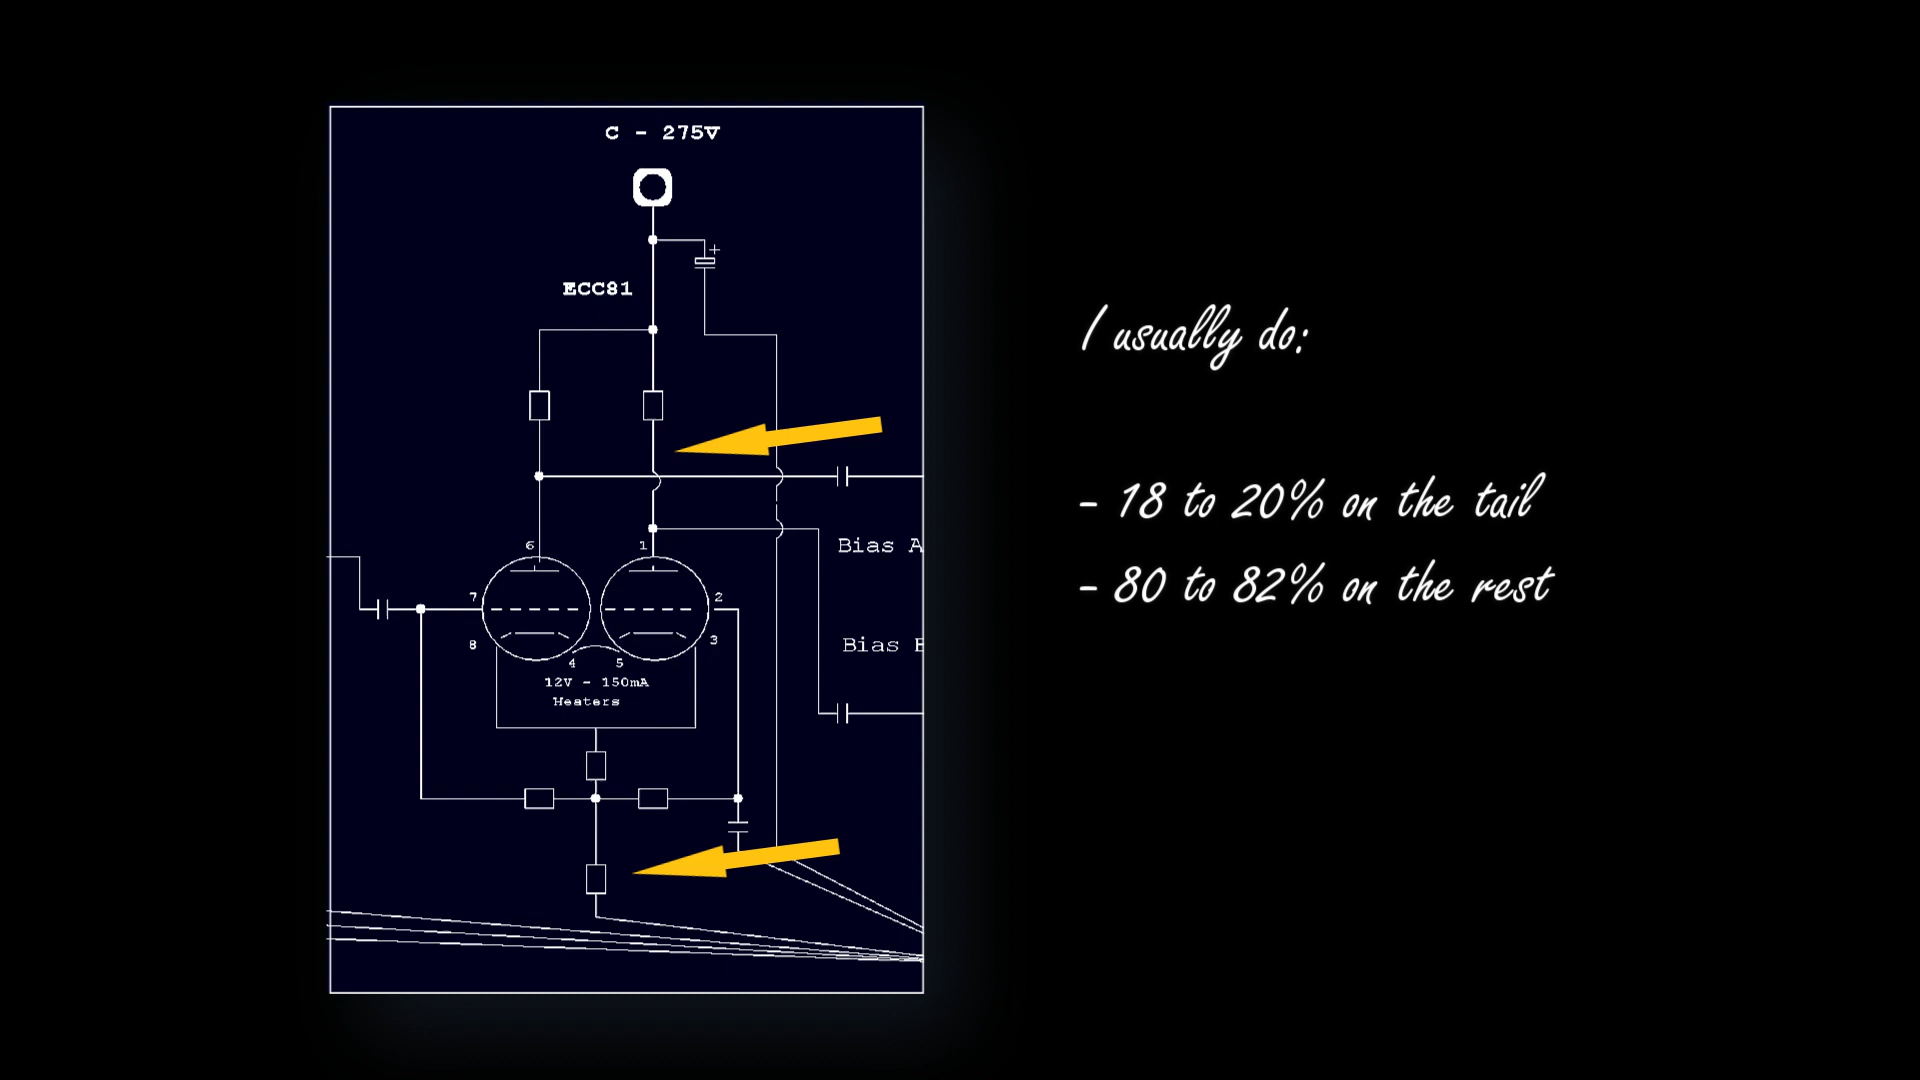 C - 275V
+
ECC81
6
1
Bias A
7
2
8
3
Bias
4
5
12V - 150mA
Heaters
I usually do:
- 18 to 20% on the tail
- 80 to 82% on the rest